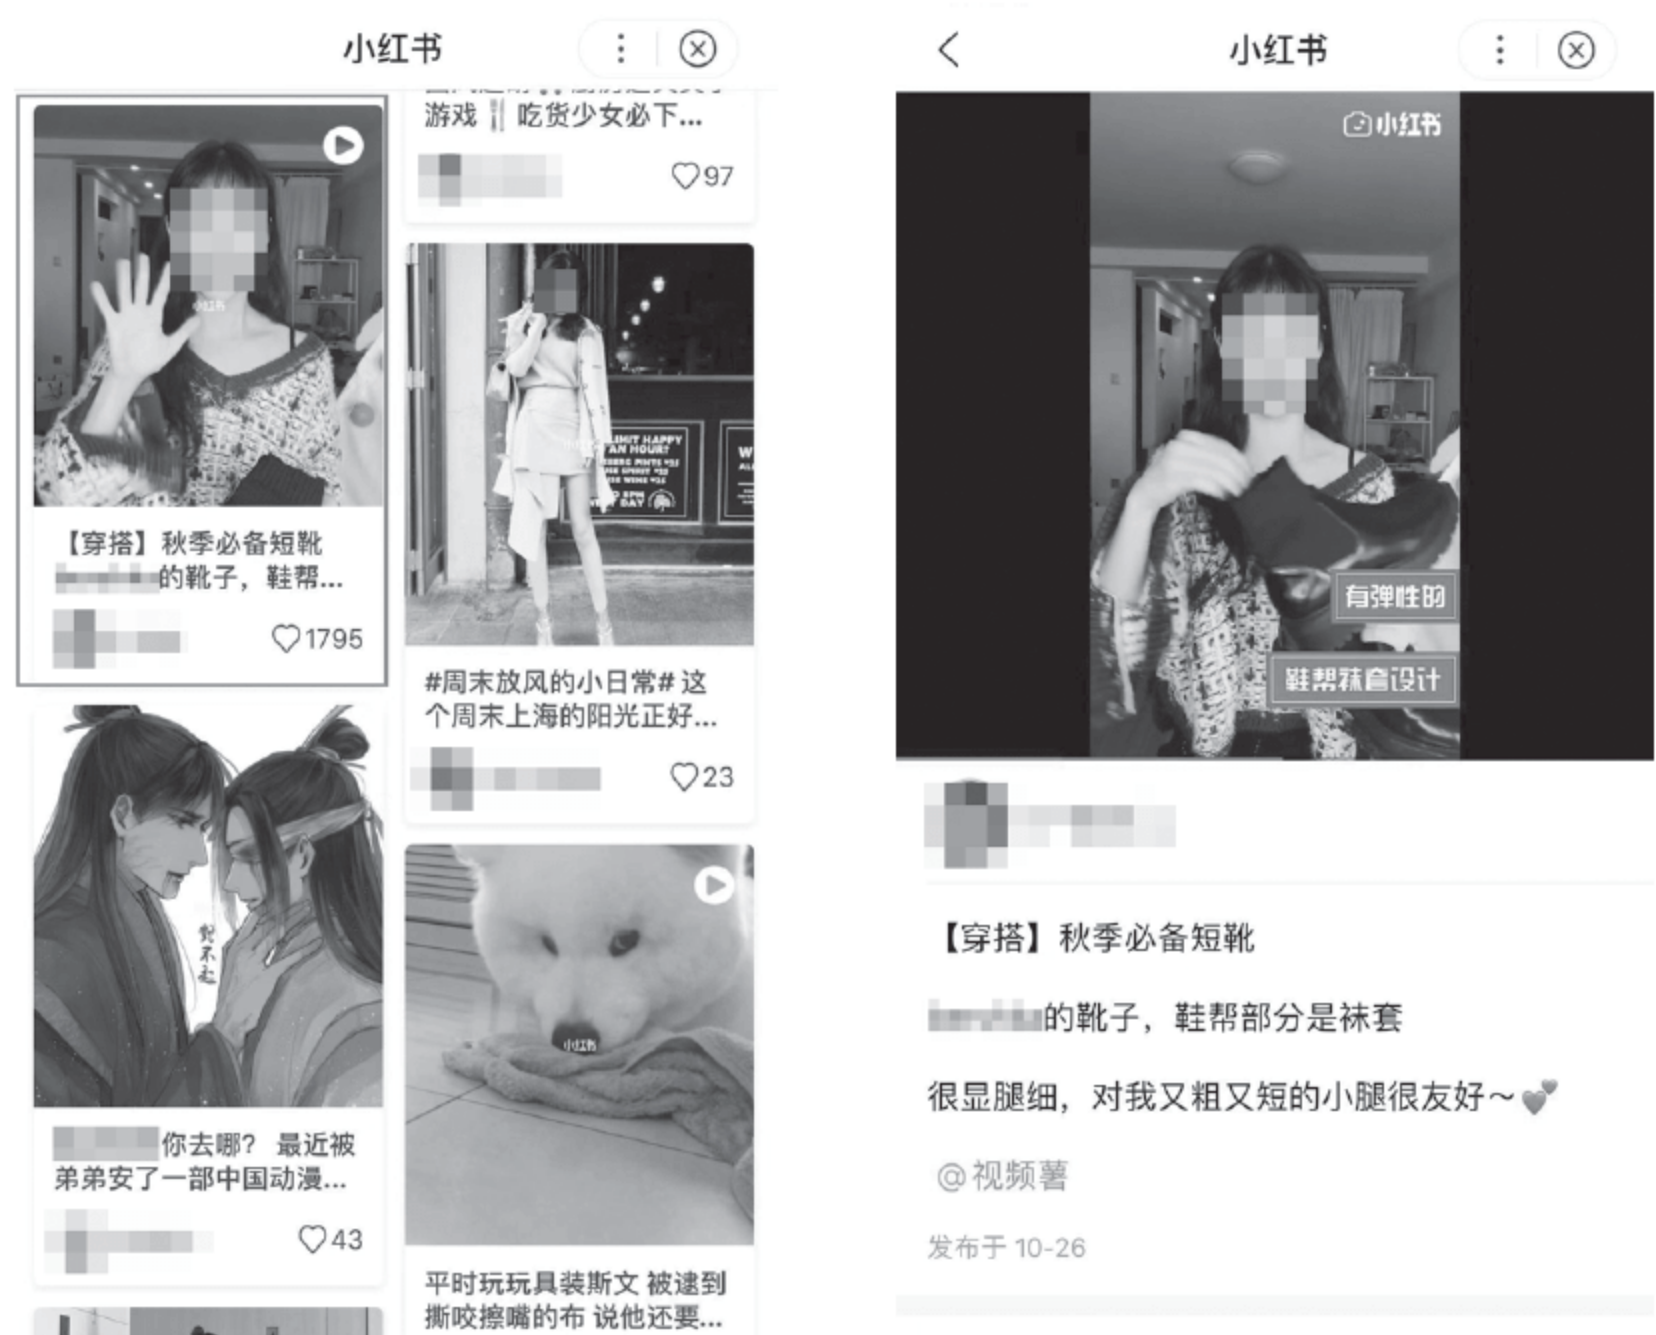 小红书
【穿搭】秋季必备短靴
的靴子，鞋帮...
1795
你去哪？ 最近被
弟弟安了一部中国动漫...
43
游戏🍴吃货少女必下...
97
LIMIT HAPPY
AN HOUR?
#周末放风的小日常# 这
个周末上海的阳光正好...
23
小红书
平时玩玩具装斯文 被逮到
撕咬擦嘴的布 说他还要...
小红书
小红书
有弹性的
鞋帮袜套设计
【穿搭】秋季必备短靴
的靴子，鞋帮部分是袜套
很显腿细，对我又粗又短的小腿很友好～💕
@视频薯
发布于 10-26